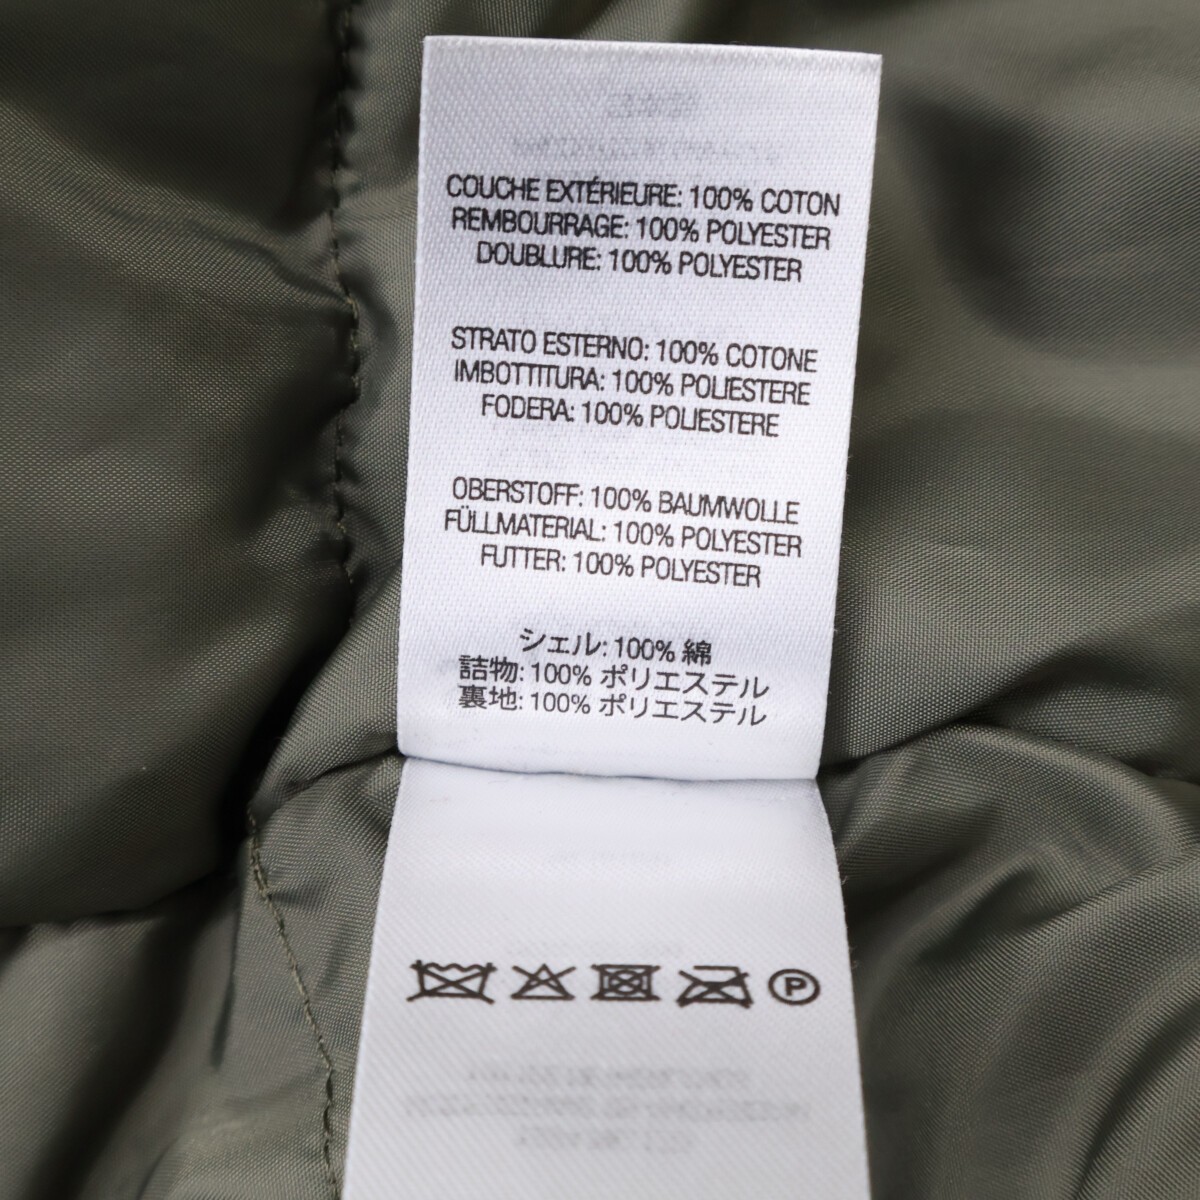 COUCHE EXTÉRIEURE: 100% COTON
REMBOURRAGE: 100% POLYESTER
DOUBLURE: 100% POLYESTER
STRATO ESTERNO: 100% COTONE
IMBOTTITURA: 100% POLIESTERE
FODERA: 100% POLIESTERE
OBERSTOFF: 100% BAUMWOLLE
FÜLLMATERIAL: 100% POLYESTER
FUTTER: 100% POLYESTER
シェル: 100% 綿
詰物: 100% ポリエステル
裏地: 100% ポリエステル
P